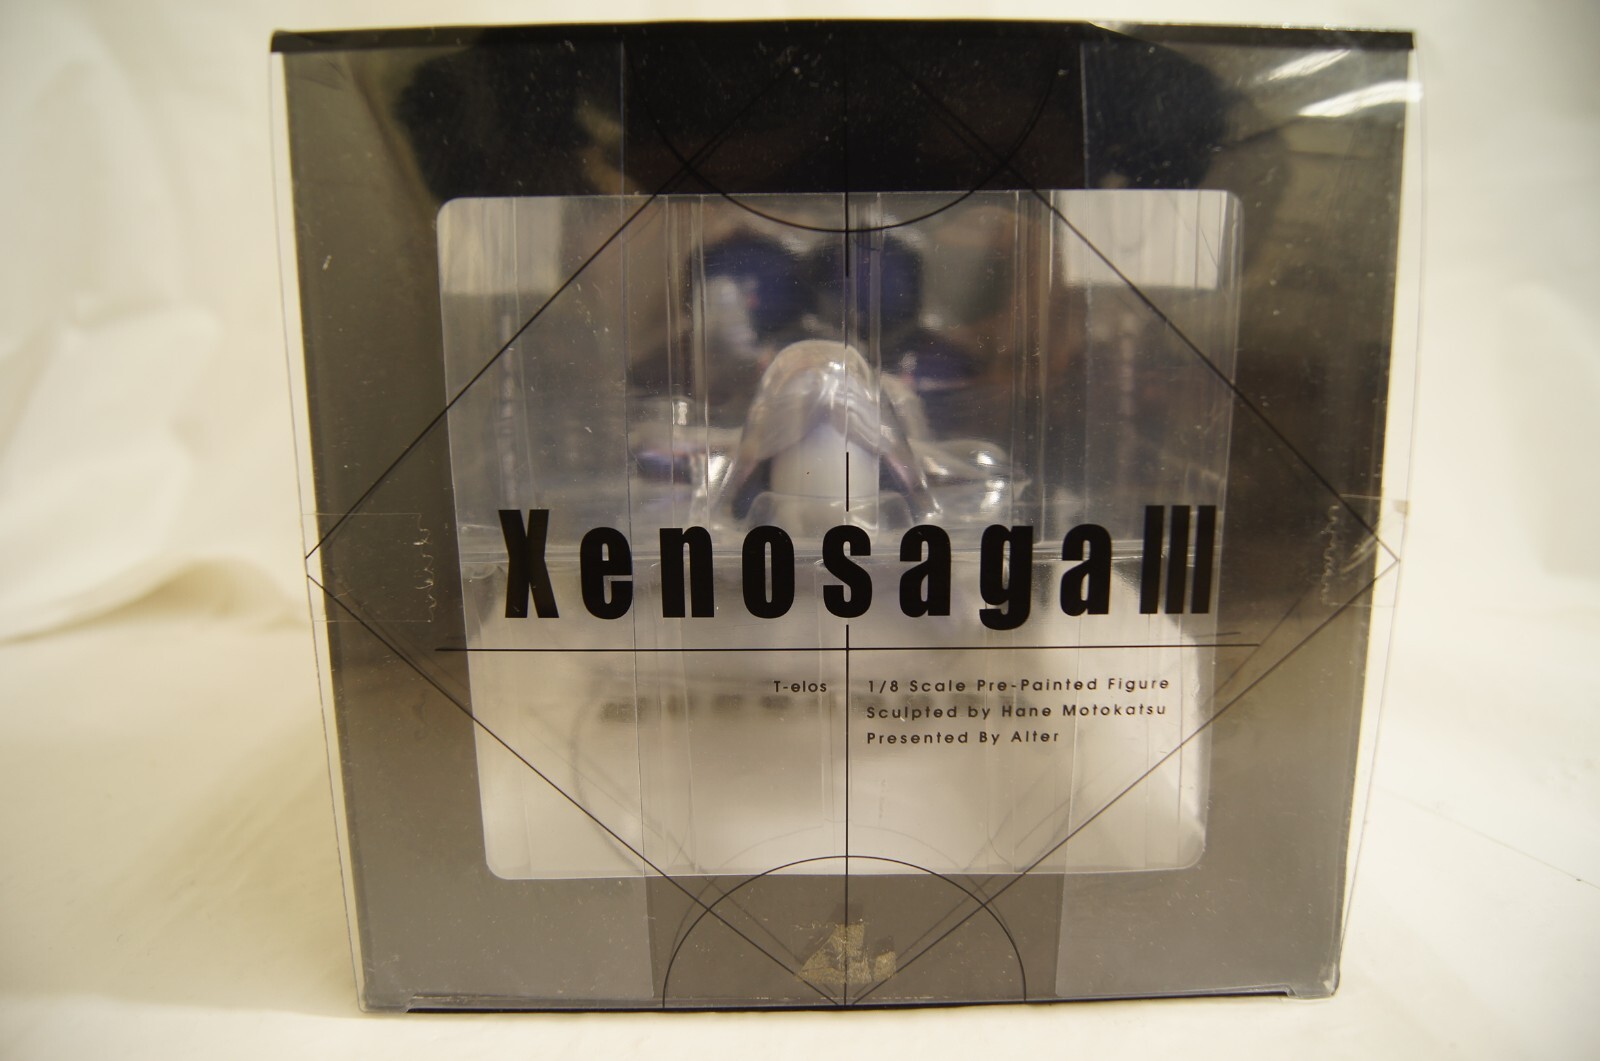 Xenosaga III
T-elos
1/8 Scale Pre-Painted Figure
Sculpted by Hane Motokatsu
Presented By Alter